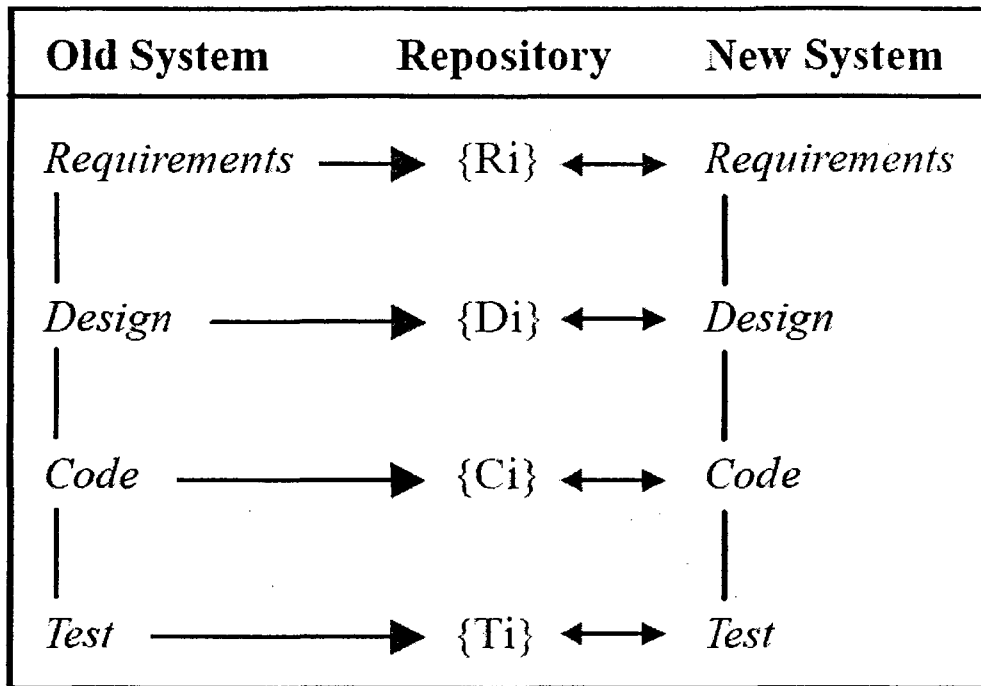 Old System Repository New System
Requirements {Ri} Requirements
Design {Di} Design
Code {Ci} Code
Test {Ti} Test